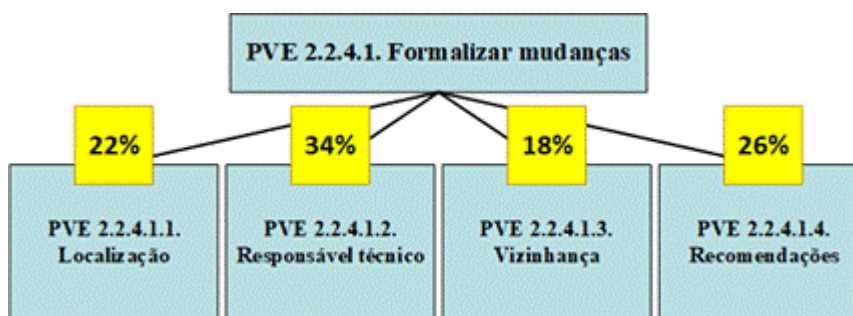 PVE 2.2.4.1. Formalizar mudanças
22%
34%
18%
26%
PVE 2.2.4.1.1.
Localização
PVE 2.2.4.1.2.
Responsável técnico
PVE 2.2.4.1.3.
Vizinhança
PVE 2.2.4.1.4.
Recomendações